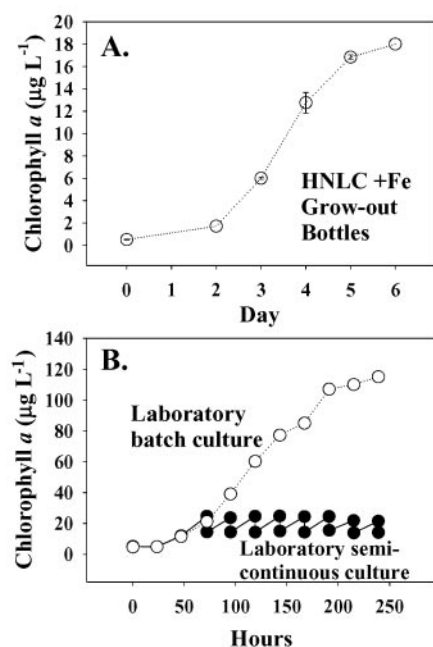 A.
Chlorophyll a (µg L-1)
20
18
16
14
12
10
8
6
4
2
0
HNLC +Fe
Grow-out
Bottles
0 1 2 3 4 5 6
Day
B.
Chlorophyll a (µg L-1)
140
120
100
80
60
40
20
0
Laboratory
batch culture
Laboratory semi-
continuous culture
0 50 100 150 200 250
Hours